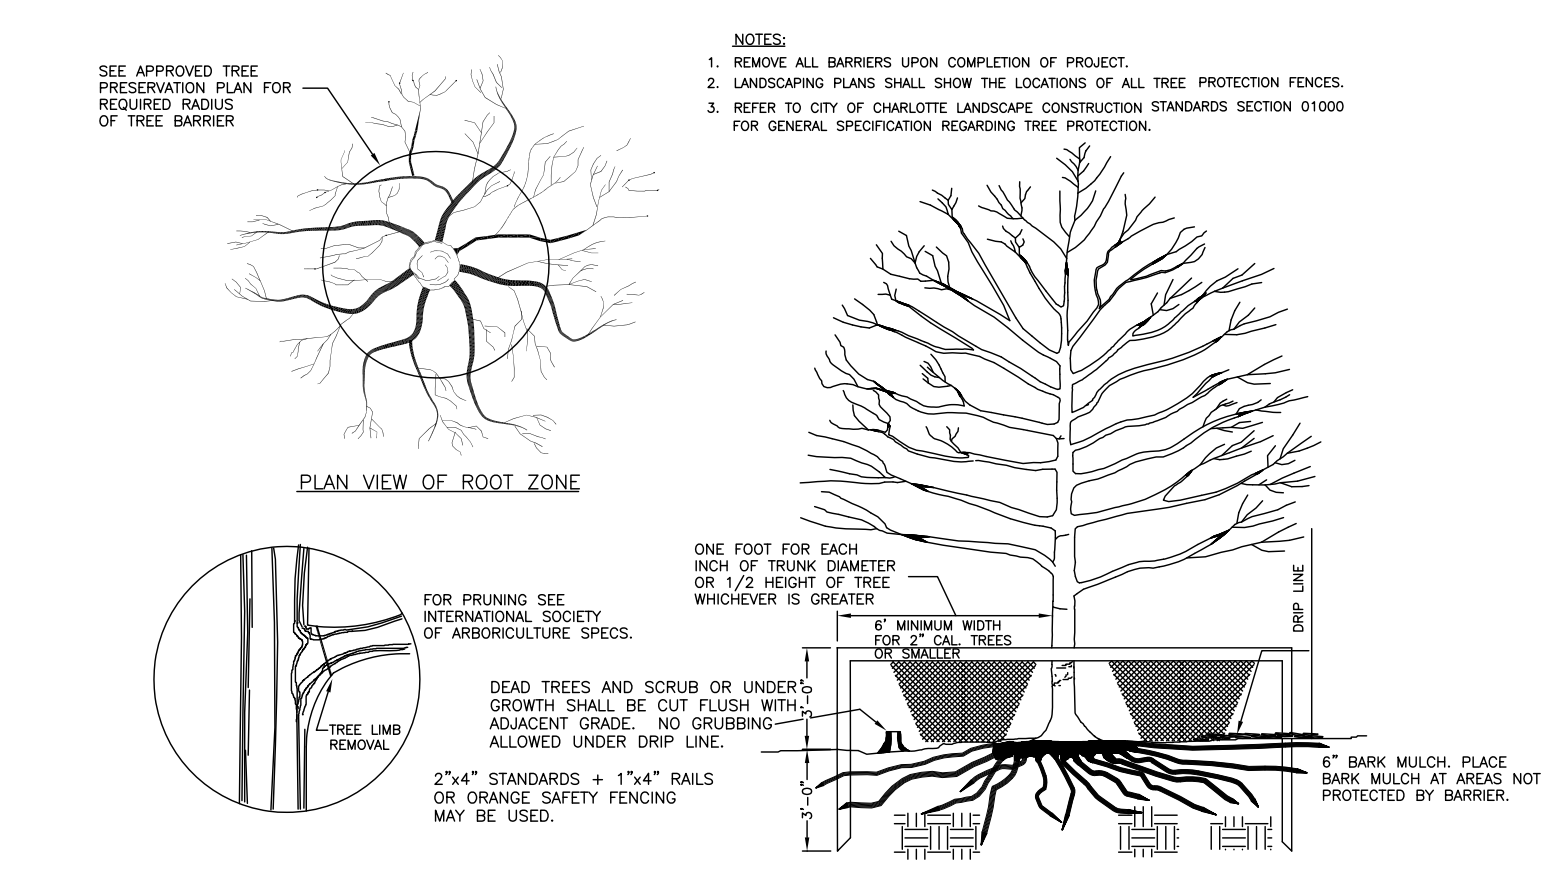 NOTES:
1. REMOVE ALL BARRIERS UPON COMPLETION OF PROJECT.
2. LANDSCAPING PLANS SHALL SHOW THE LOCATIONS OF ALL TREE PROTECTION FENCES.
3. REFER TO CITY OF CHARLOTTE LANDSCAPE CONSTRUCTION STANDARDS SECTION 01000
FOR GENERAL SPECIFICATION REGARDING TREE PROTECTION.
SEE APPROVED TREE
PRESERVATION PLAN FOR
REQUIRED RADIUS
OF TREE BARRIER
PLAN VIEW OF ROOT ZONE
ONE FOOT FOR EACH
INCH OF TRUNK DIAMETER
OR 1/2 HEIGHT OF TREE
WHICHEVER IS GREATER
6' MINIMUM WIDTH
FOR 2" CAL. TREES
OR SMALLER
DRIP LINE
FOR PRUNING SEE
INTERNATIONAL SOCIETY
OF ARBORICULTURE SPECS.
TREE LIMB
REMOVAL
DEAD TREES AND SCRUB OR UNDER
GROWTH SHALL BE CUT FLUSH WITH
ADJACENT GRADE. NO GRUBBING
ALLOWED UNDER DRIP LINE.
3'-0"
3'-0"
2"x4" STANDARDS + 1"x4" RAILS
OR ORANGE SAFETY FENCING
MAY BE USED.
6" BARK MULCH. PLACE
BARK MULCH AT AREAS NOT
PROTECTED BY BARRIER.